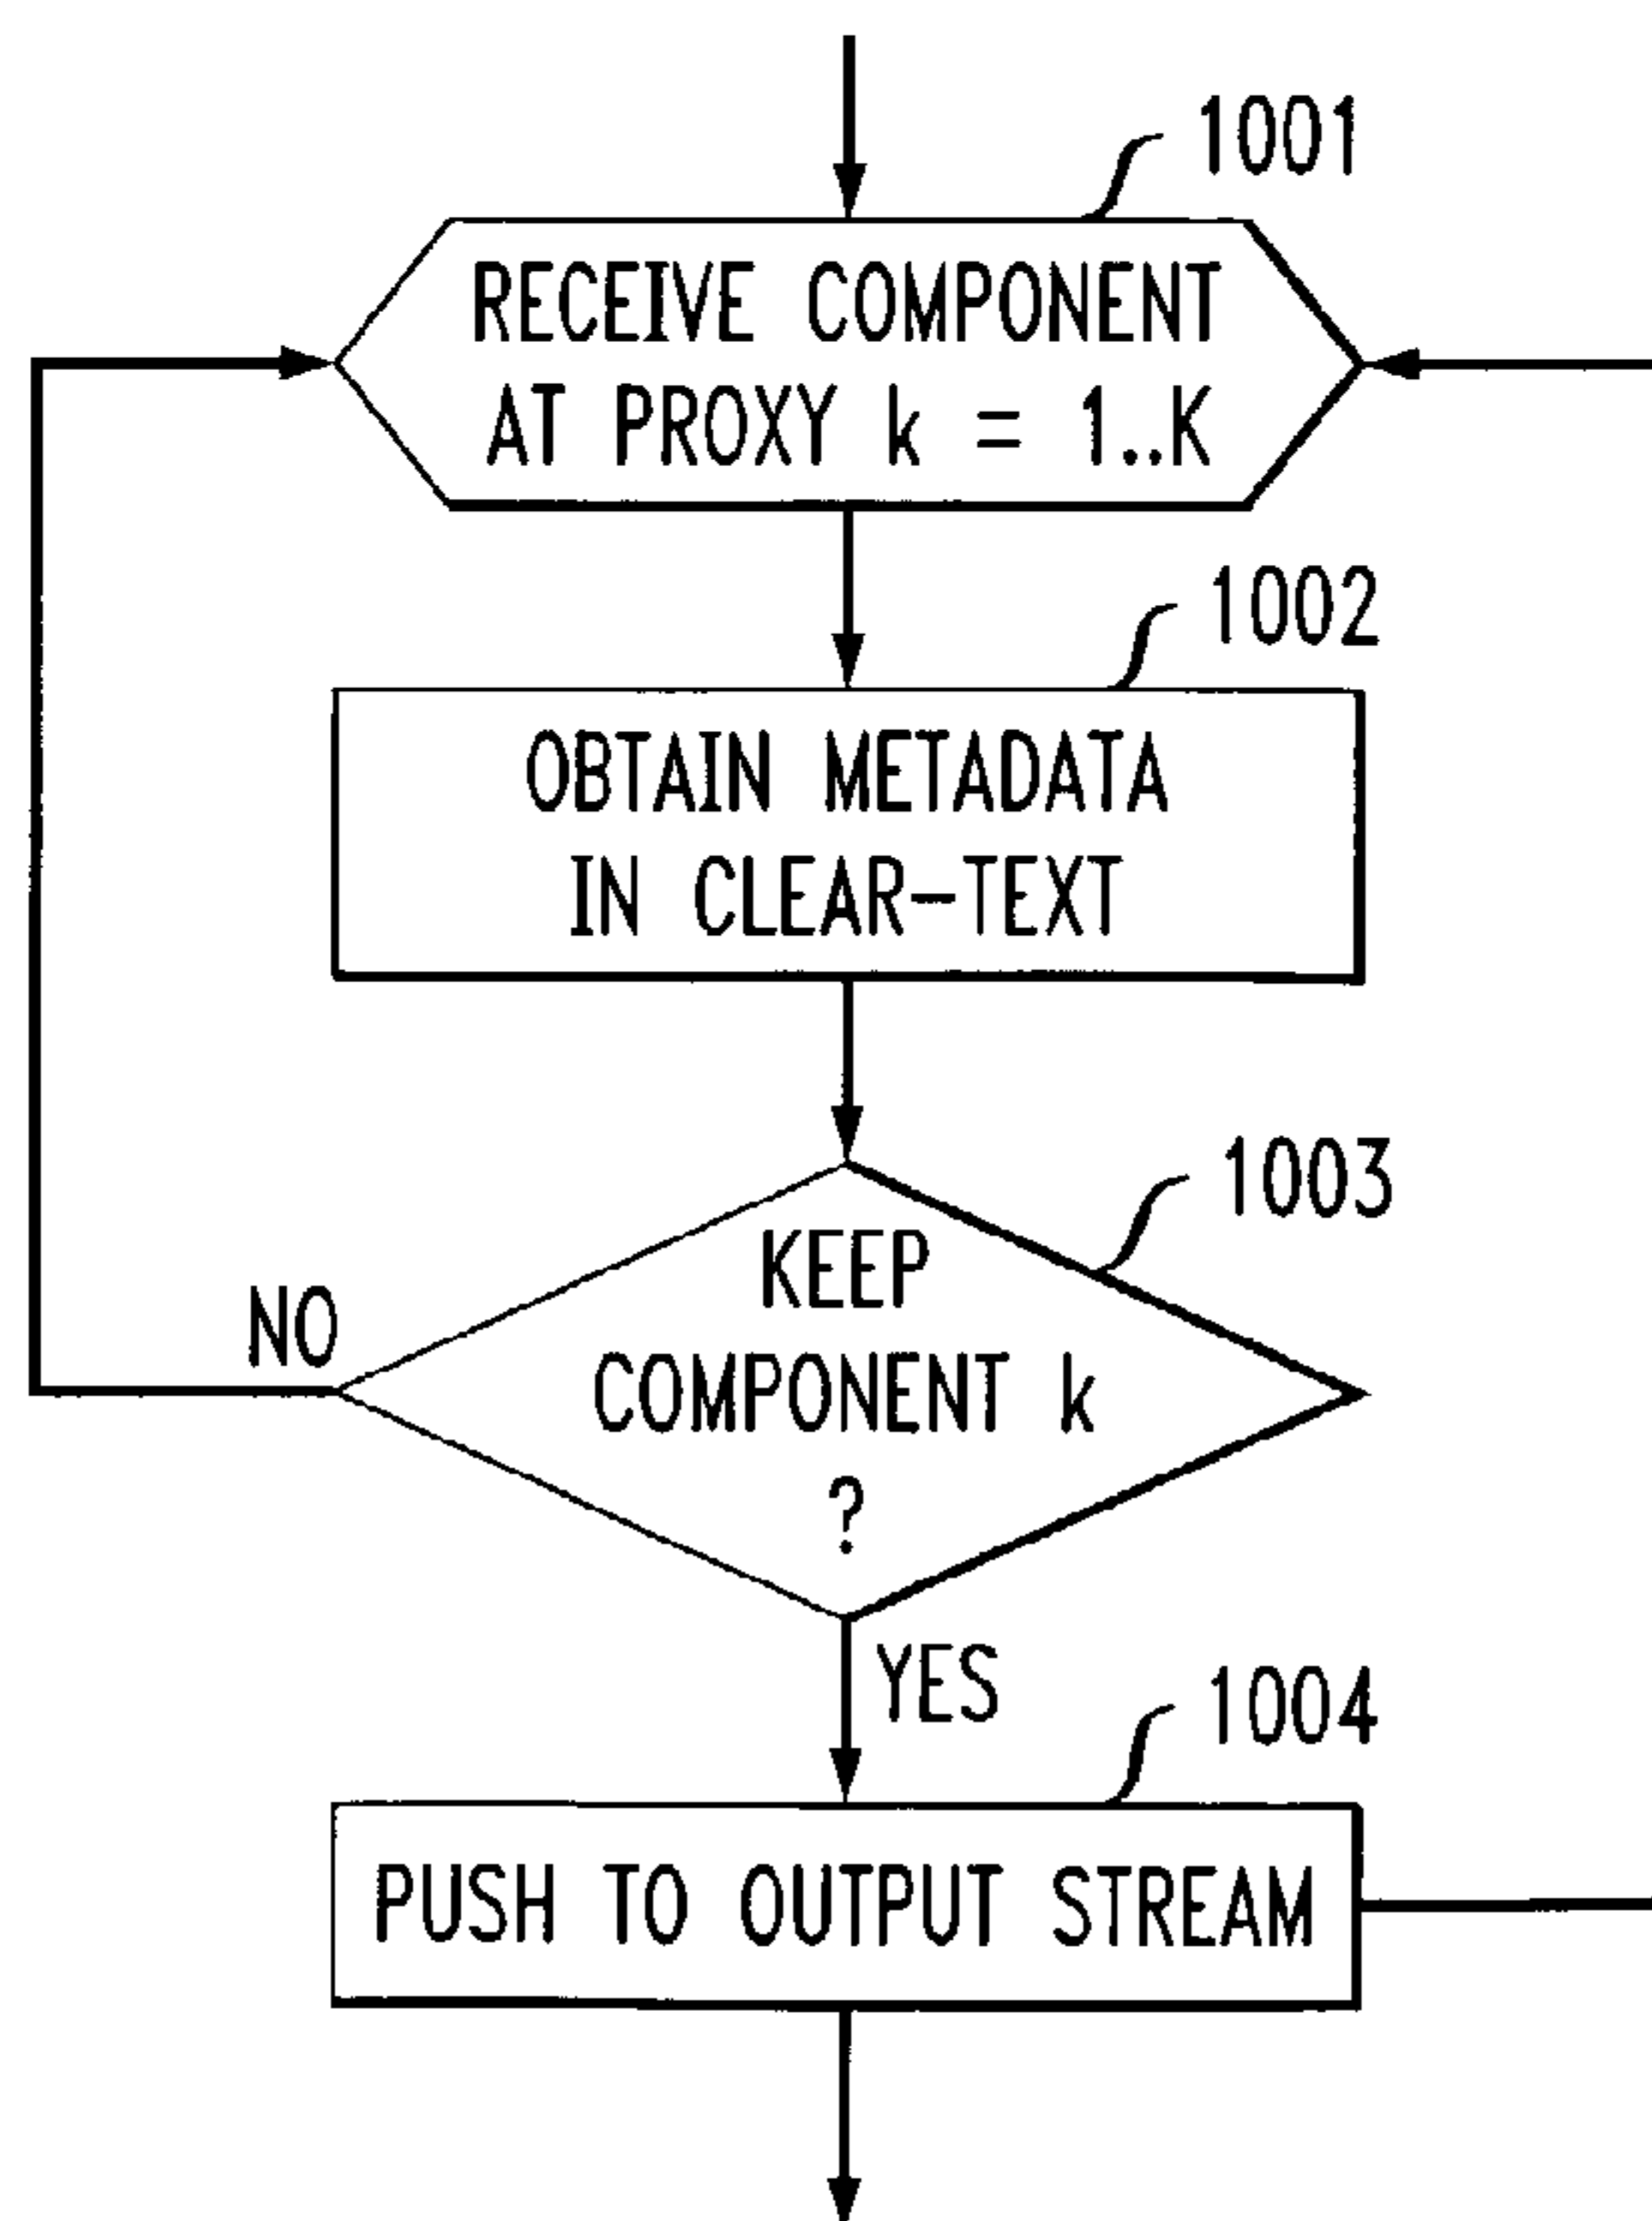 1001
RECEIVE COMPONENT
AT PROXY k = 1..K
1002
OBTAIN METADATA
IN CLEAR-TEXT
1003
KEEP
COMPONENT k
?
NO
YES
1004
PUSH TO OUTPUT STREAM